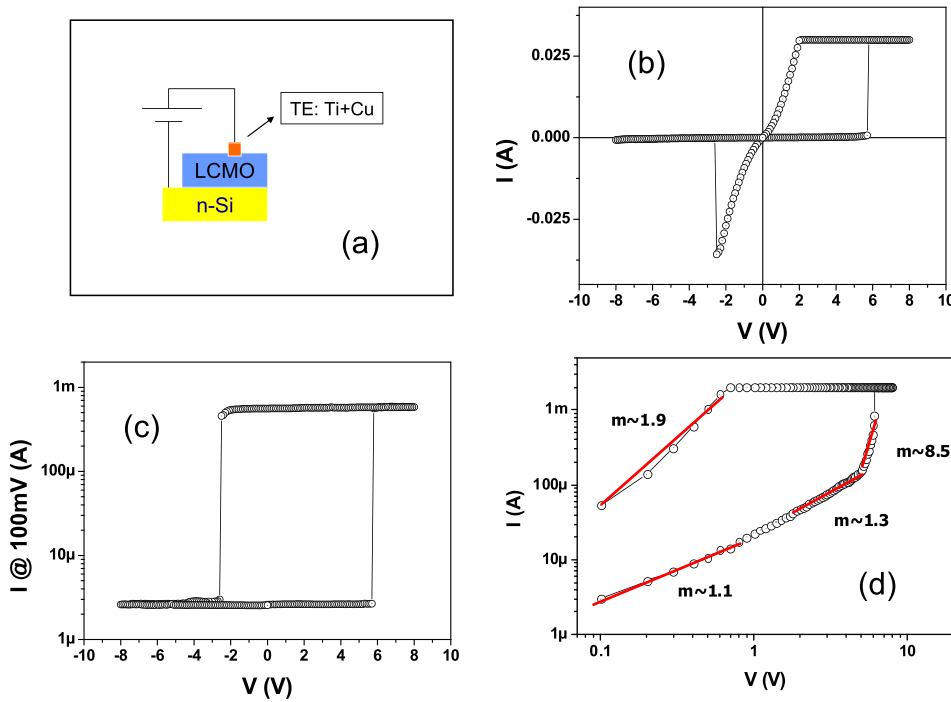 TE: Ti+Cu
LCMO
n-Si
(a)
(b)
0.025
0.000
-0.025
I (A)
-10 -8 -6 -4 -2 0 2 4 6 8 10
V (V)
(c)
1m
100µ
10µ
1µ
I @ 100mV (A)
-10 -8 -6 -4 -2 0 2 4 6 8 10
V (V)
m~1.9
m~8.5
m~1.3
m~1.1
(d)
1m
100µ
10µ
1µ
I (A)
0.1 1 10
V (V)